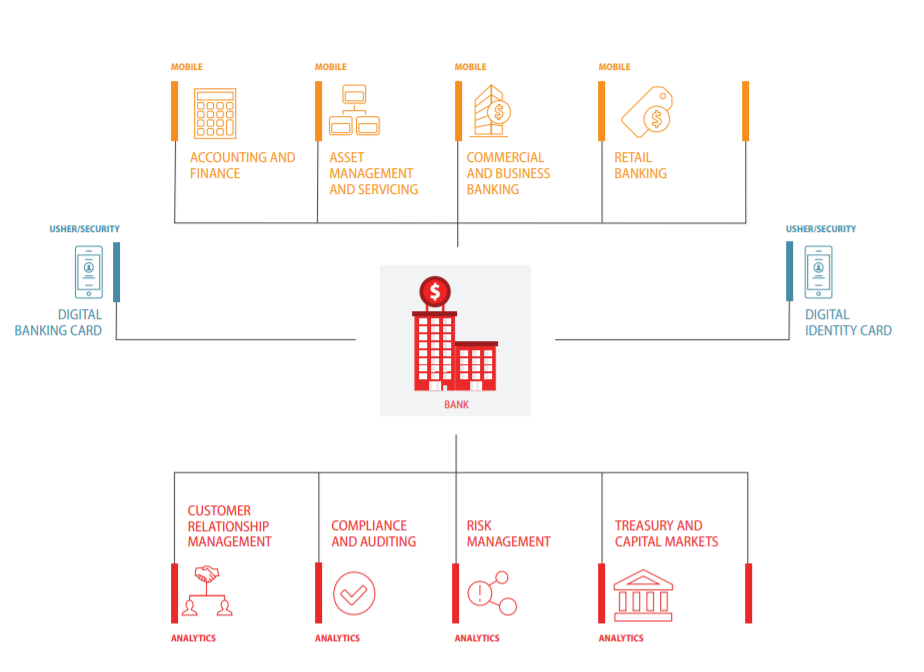 MOBILE
MOBILE
MOBILE
MOBILE
ACCOUNTING AND
FINANCE
ASSET
MANAGEMENT
AND SERVICING
COMMERCIAL
AND BUSINESS
BANKING
RETAIL
BANKING
USHER/SECURITY
DIGITAL
BANKING CARD
$
BANK
USHER/SECURITY
DIGITAL
IDENTITY CARD
CUSTOMER
RELATIONSHIP
MANAGEMENT
COMPLIANCE
AND AUDITING
RISK
MANAGEMENT
TREASURY AND
CAPITAL MARKETS
ANALYTICS
ANALYTICS
ANALYTICS
ANALYTICS